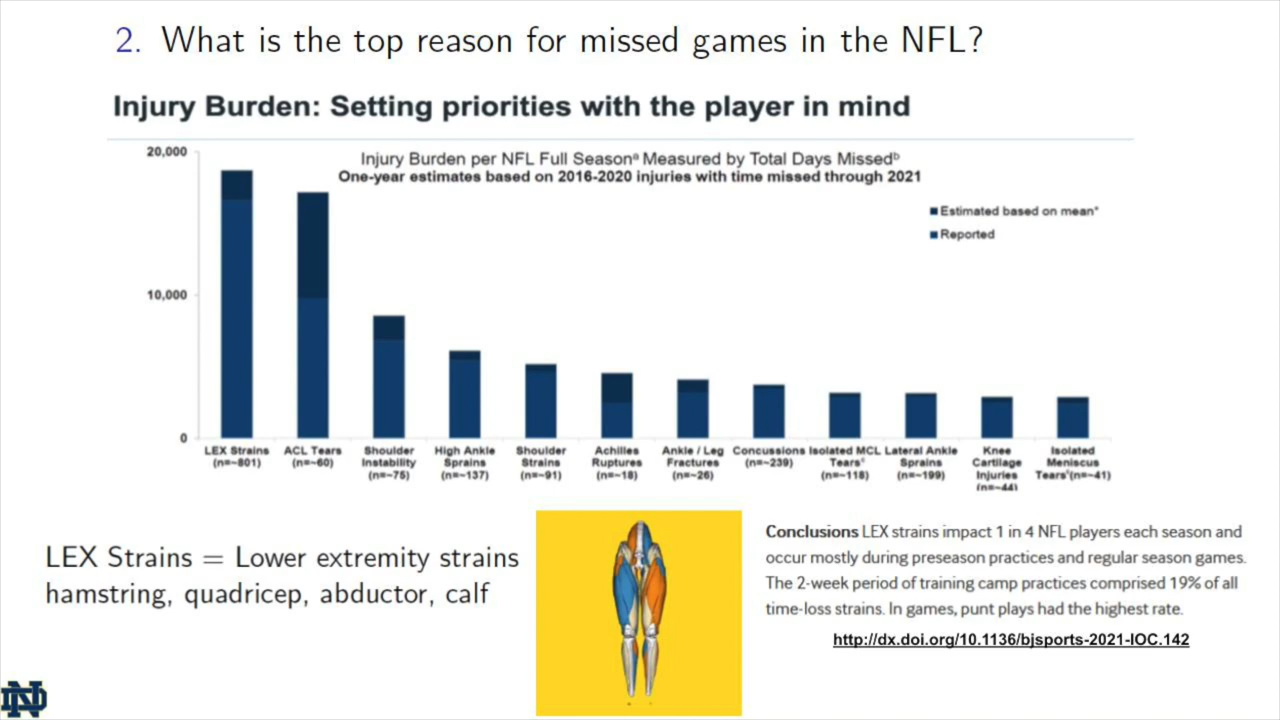 2. What is the top reason for missed games in the NFL?
Injury Burden: Setting priorities with the player in mind
Injury Burden per NFL Full Seasonᵃ Measured by Total Days Missedᵇ
One-year estimates based on 2016-2020 injuries with time missed through 2021
20,000
10,000
0
Estimated based on mean*
Reported
LEX Strains
(n=~801)
ACL Tears
(n=~60)
Shoulder
Instability
(n=~75)
High Ankle
Sprains
(n=~137)
Shoulder
Strains
(n=~91)
Achilles
Ruptures
(n=~18)
Ankle / Leg
Fractures
(n=~26)
Concussions
(n=~239)
Isolated MCL
Tearsᶜ
(n=~118)
Lateral Ankle
Sprains
(n=~199)
Knee
Cartilage
Injuries
(n=~44)
Isolated
Meniscus
Tears (n=~41)
LEX Strains = Lower extremity strains
hamstring, quadricep, abductor, calf
Conclusions LEX strains impact 1 in 4 NFL players each season and
occur mostly during preseason practices and regular season games.
The 2-week period of training camp practices comprised 19% of all
time-loss strains. In games, punt plays had the highest rate.
http://dx.doi.org/10.1136/bjsports-2021-IOC.142
ND